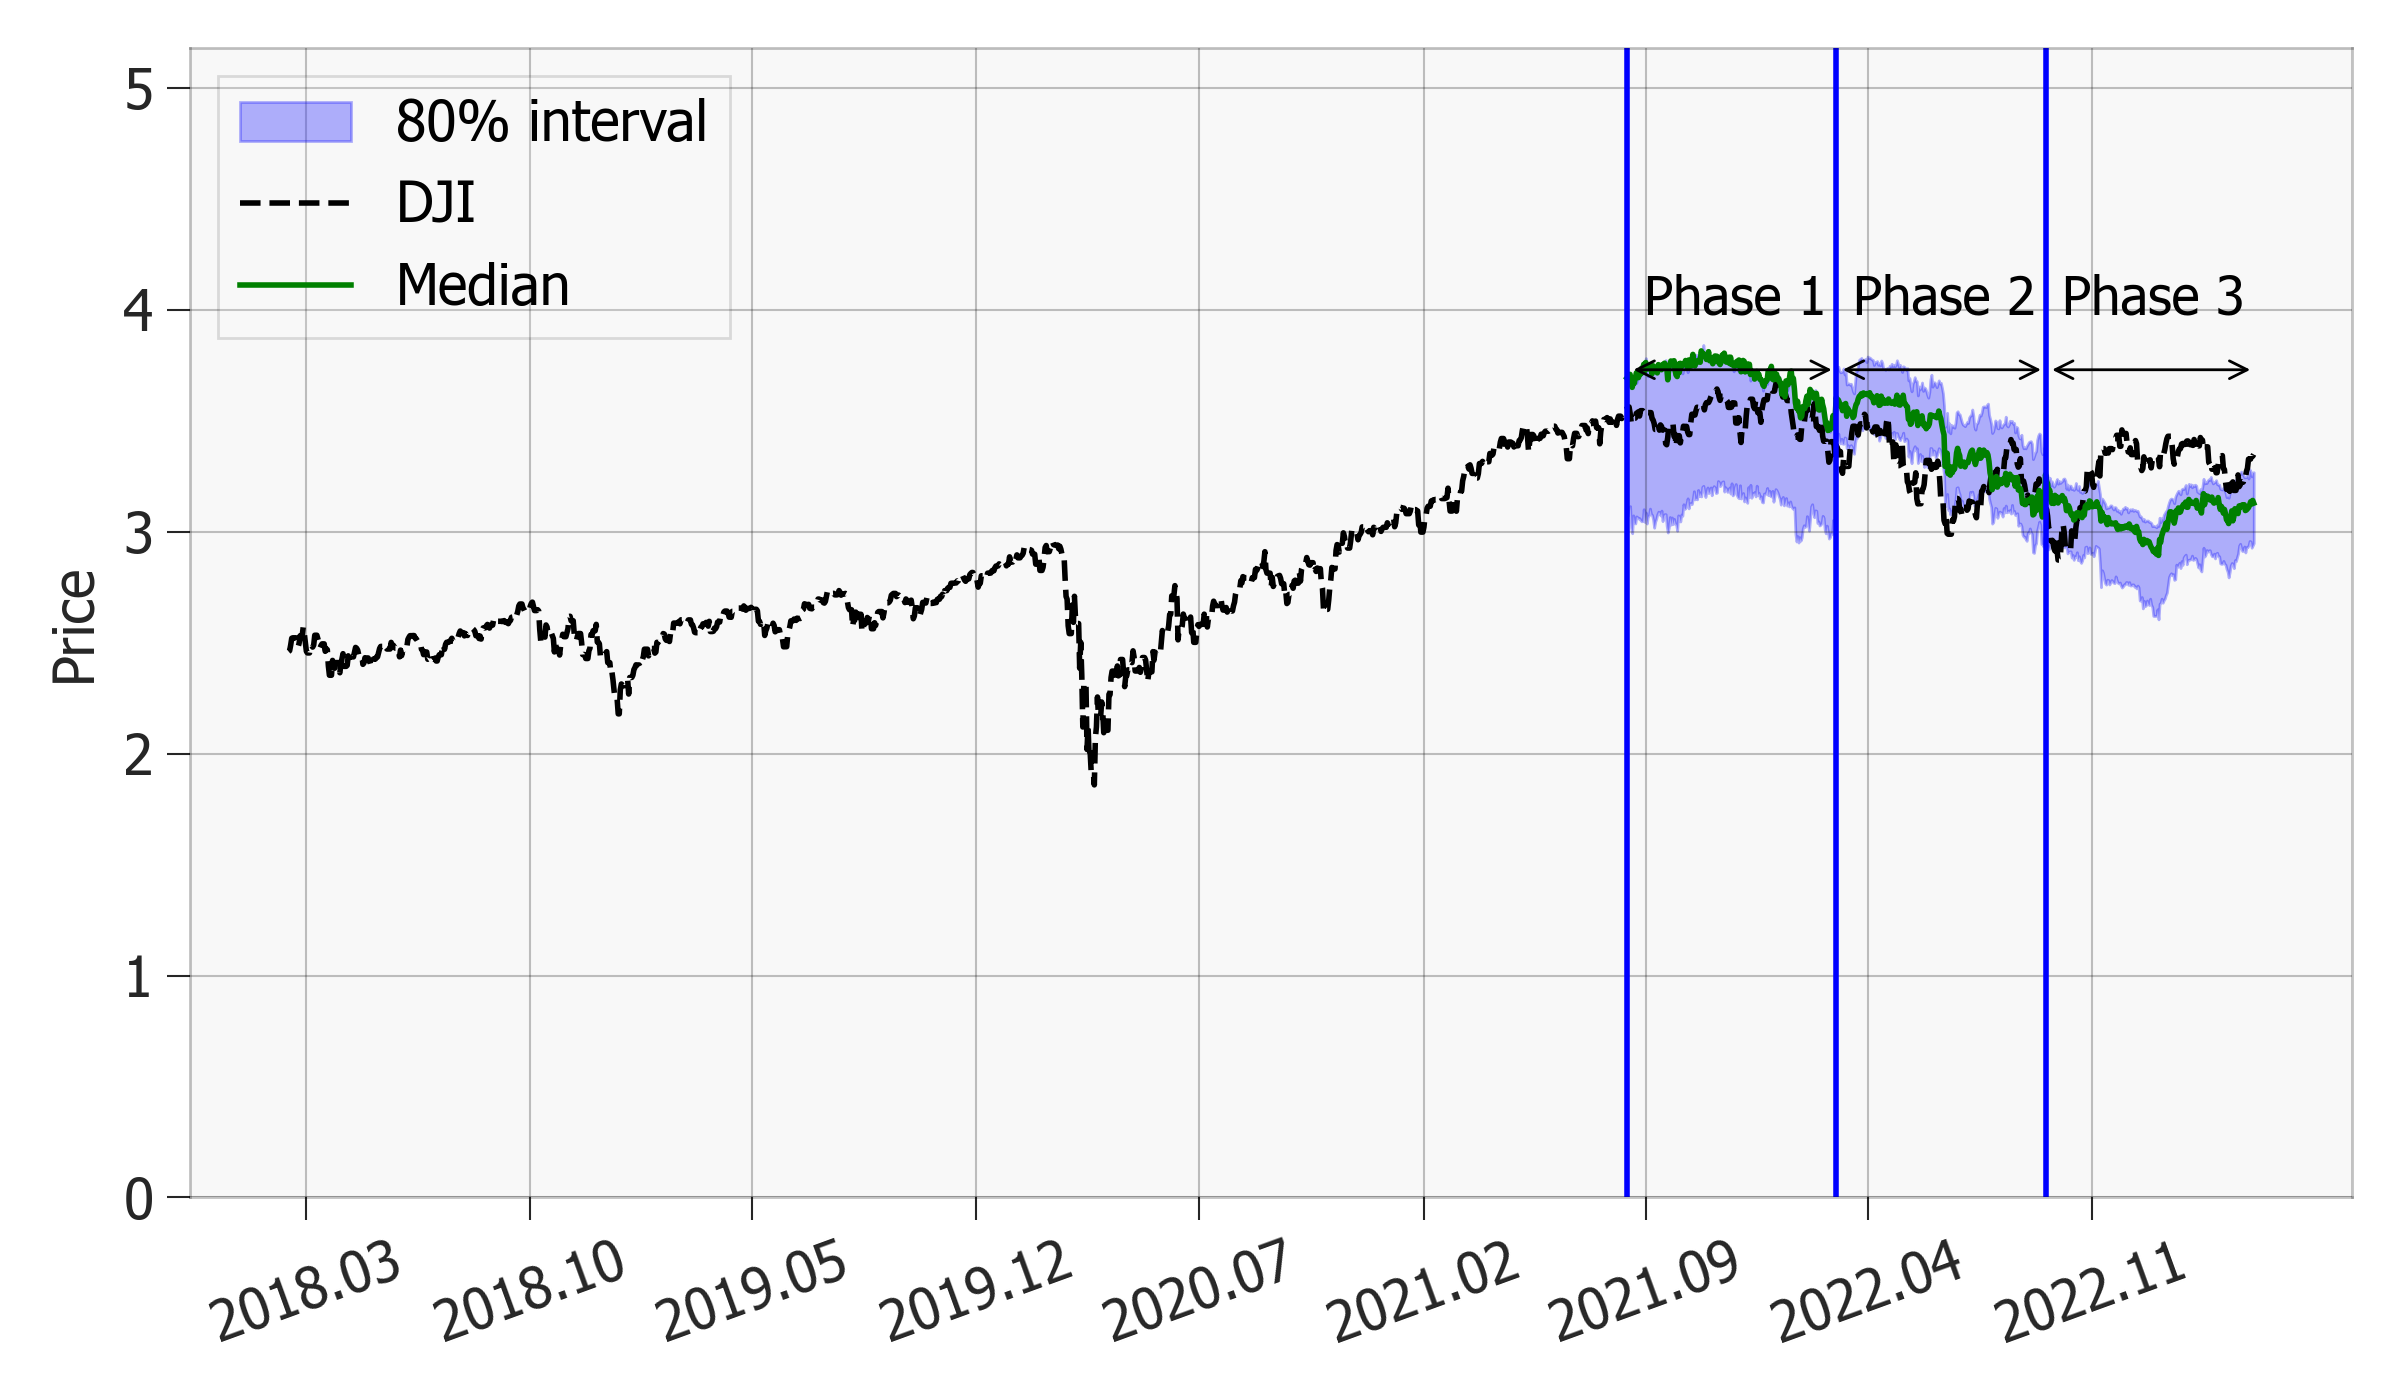 80% interval
DJI
Median
Phase 1
Phase 2
Phase 3
Price
5
4
3
2
1
0
2018.03
2018.10
2019.05
2019.12
2020.07
2021.02
2021.09
2022.04
2022.11